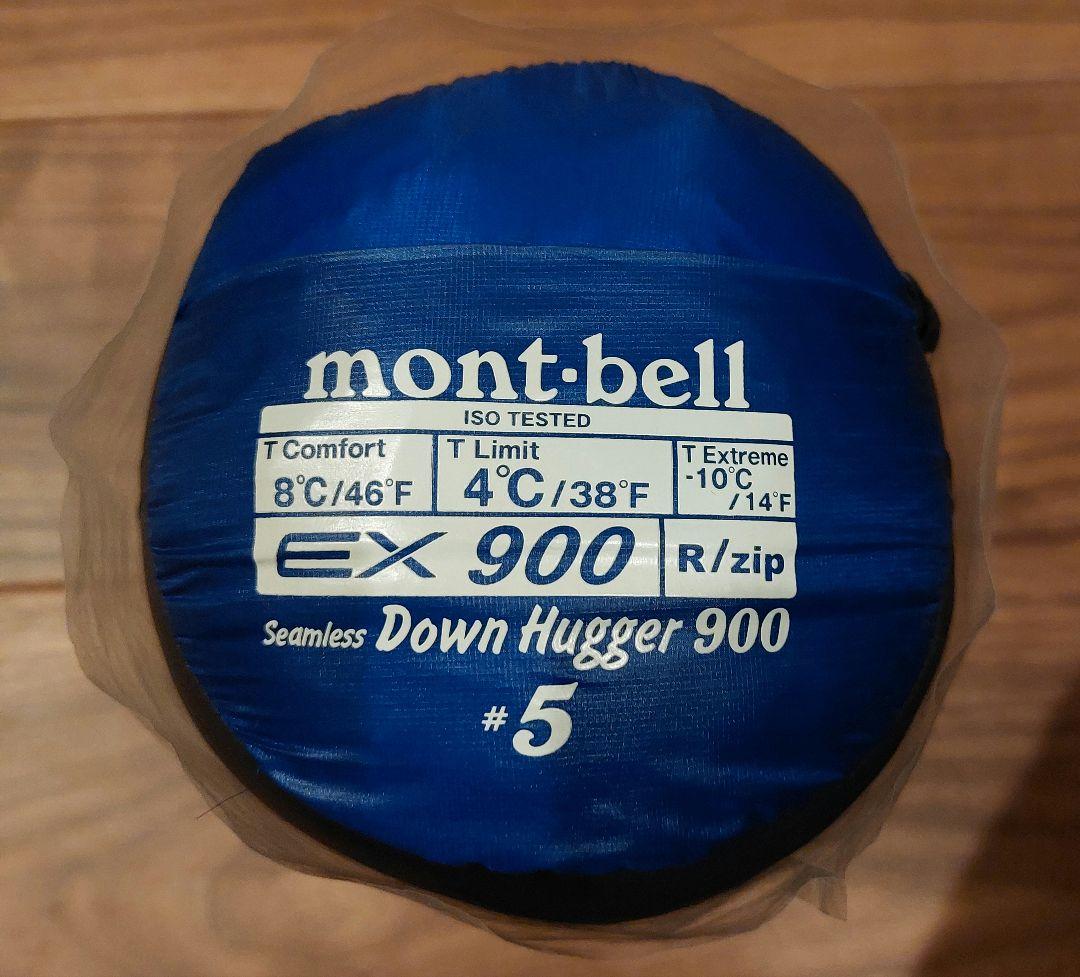 mont·bell
ISO TESTED
T Comfort
8°C/46°F
T Limit
4°C/38°F
T Extreme
-10°C
/14°F
EX 900
R/zip
Seamless Down Hugger 900
#5